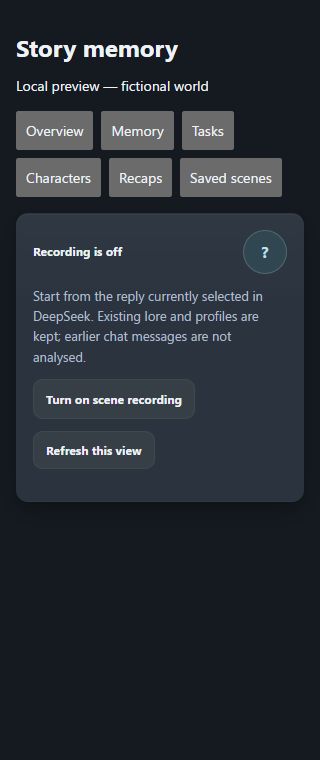 Story memory
Local preview — fictional world
Overview
Memory
Tasks
Characters
Recaps
Saved scenes
Recording is off
?
Start from the reply currently selected in
DeepSeek. Existing lore and profiles are
kept; earlier chat messages are not
analysed.
Turn on scene recording
Refresh this view